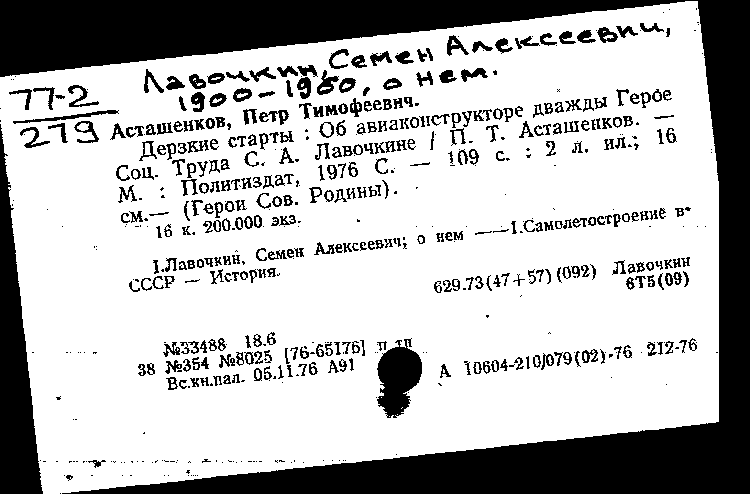 Лавочкин, Семен Алексеевич,
1900-1960, о нем.
77-2
279
Асташенков, Петр Тимофеевич.
Дерзкие старты : Об авиаконструкторе дважды Герое
Соц. Труда С. А. Лавочкине / П. Т. Асташенков. —
М. : Политиздат, 1976 С. — 109 с. : 2 л. ил.; 16
см.— (Герои Сов. Родины).
16 к. 200.000 экз.
I.Лавочкин, Семен Алексеевич; о нем ——I.Самолетостроение в
СССР — История.
629.73(47+57)(092) Лавочкин
6Т5(09)
№33488 18.6
38 №354 №8025 [76-65176] п тп
Вс.кн.пал. 05.11.76 А91
А 10604-210/079(02)-76 212-76